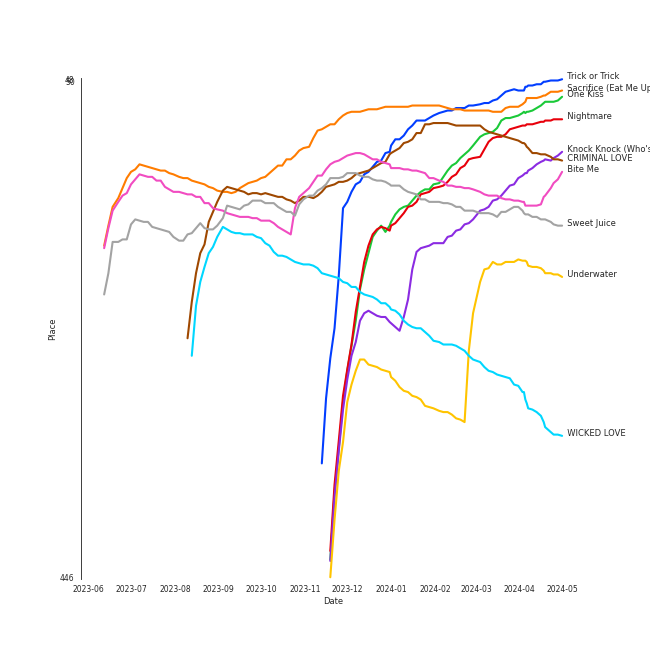 Trick or Trick
Sacrifice (Eat Me Up
One Kiss
Nightmare
Knock Knock (Who's
CRIMINAL LOVE
Bite Me
Sweet Juice
Underwater
WICKED LOVE
Place
446
2023-06 2023-07 2023-08 2023-09 2023-10 2023-11 2023-12 2024-01 2024-02 2024-03 2024-04 2024-05
Date